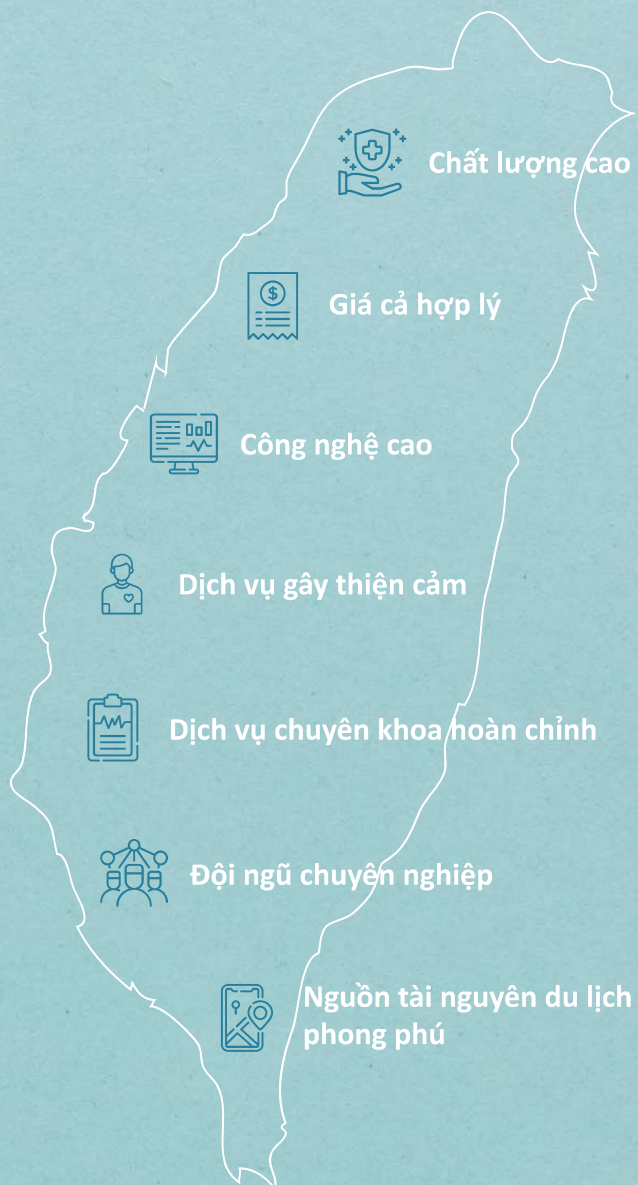 Chất lượng cao
Giá cả hợp lý
Công nghệ cao
Dịch vụ gây thiện cảm
Dịch vụ chuyên khoa hoàn chỉnh
Đội ngũ chuyên nghiệp
Nguồn tài nguyên du lịch
phong phú